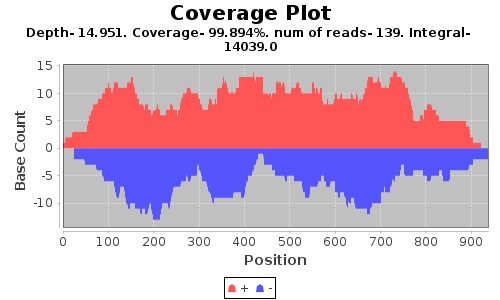 Coverage Plot
Depth- 14.951. Coverage- 99.894%. num of reads- 139. Integral-
14039.0
Base Count
15
10
5
0
-5
-10
0 100 200 300 400 500 600 700 800 900
Position
+ -